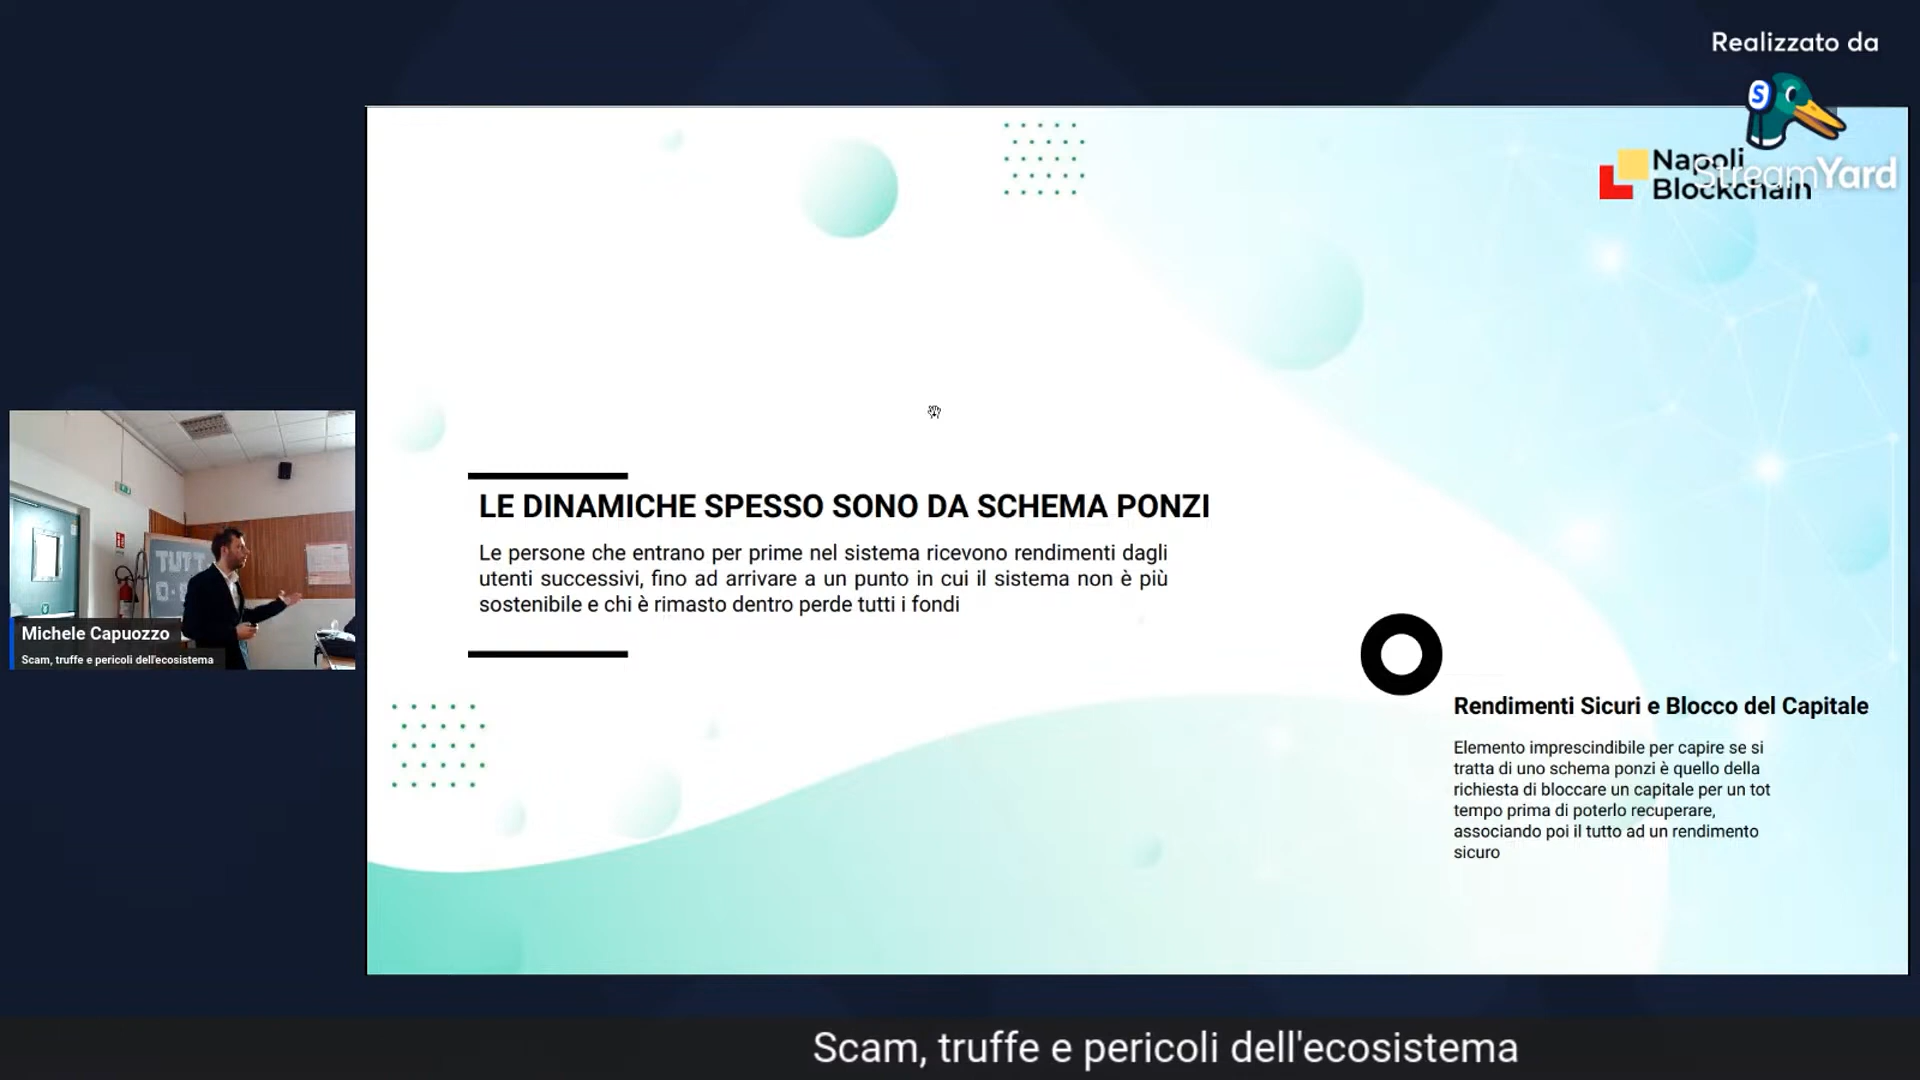 Realizzato da
S
StreamYard
Napoli
Blockchain
LE DINAMICHE SPESSO SONO DA SCHEMA PONZI
Le persone che entrano per prime nel sistema ricevono rendimenti dagli
utenti successivi, fino ad arrivare a un punto in cui il sistema non è più
sostenibile e chi è rimasto dentro perde tutti i fondi
TUTT
Michele Capuozzo
Scam, truffe e pericoli dell'ecosistema
Rendimenti Sicuri e Blocco del Capitale
Elemento imprescindibile per capire se si
tratta di uno schema ponzi è quello della
richiesta di bloccare un capitale per un tot
tempo prima di poterlo recuperare,
associando poi il tutto ad un rendimento
sicuro
Scam, truffe e pericoli dell'ecosistema